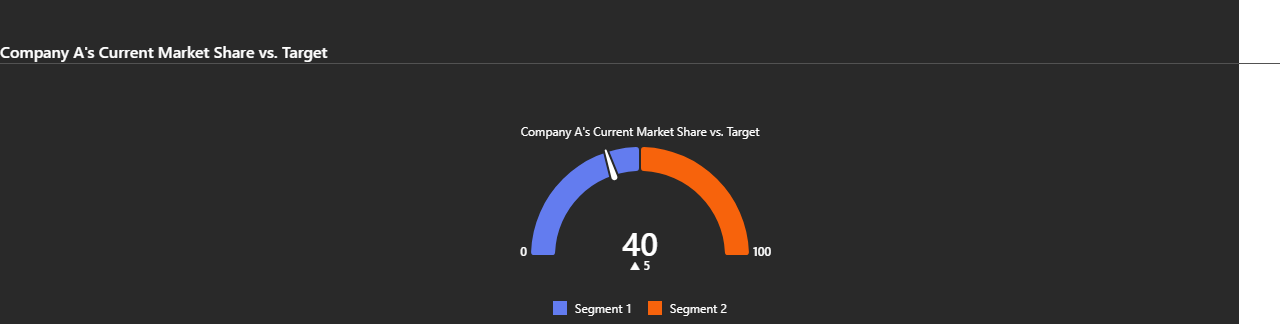 Company A's Current Market Share vs. Target
Company A's Current Market Share vs. Target
0
40
100
▲ 5
Segment 1
Segment 2